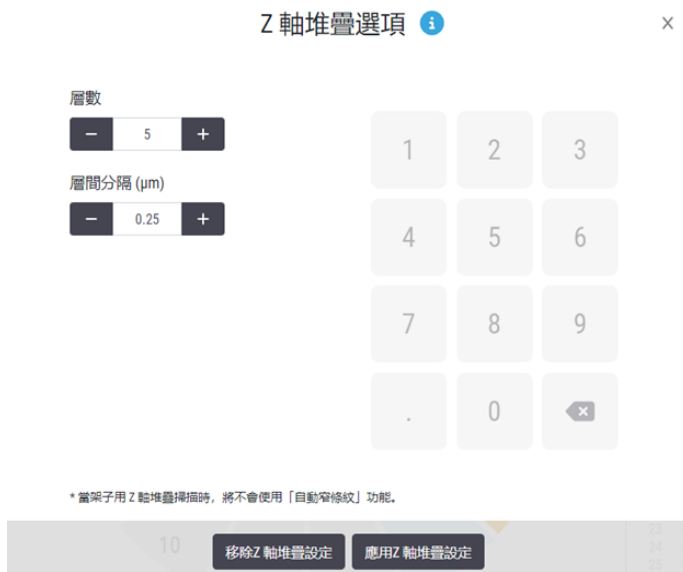 Z 軸堆疊選項 i
×
層數
− 5 +
層間分隔 (µm)
− 0.25 +
1 2 3
4 5 6
7 8 9
. 0
* 當架子用 Z 軸堆疊掃描時，將不會使用「自動窄條紋」功能。
10
23
24
25
移除Z 軸堆疊設定 應用Z 軸堆疊設定